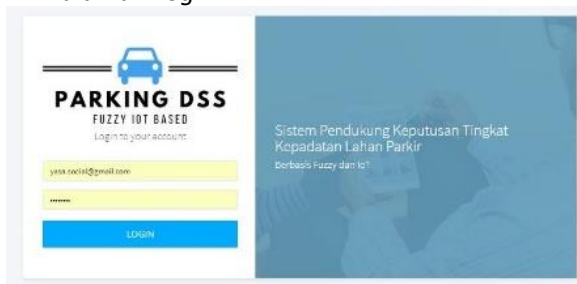 PARKING DSS
FUZZY IOT BASED
Login to your account
yasa.social@gmail.com
LOGIN
Sistem Pendukung Keputusan Tingkat
Kepadatan Lahan Parkir
Berbasis Fuzzy dan IoT